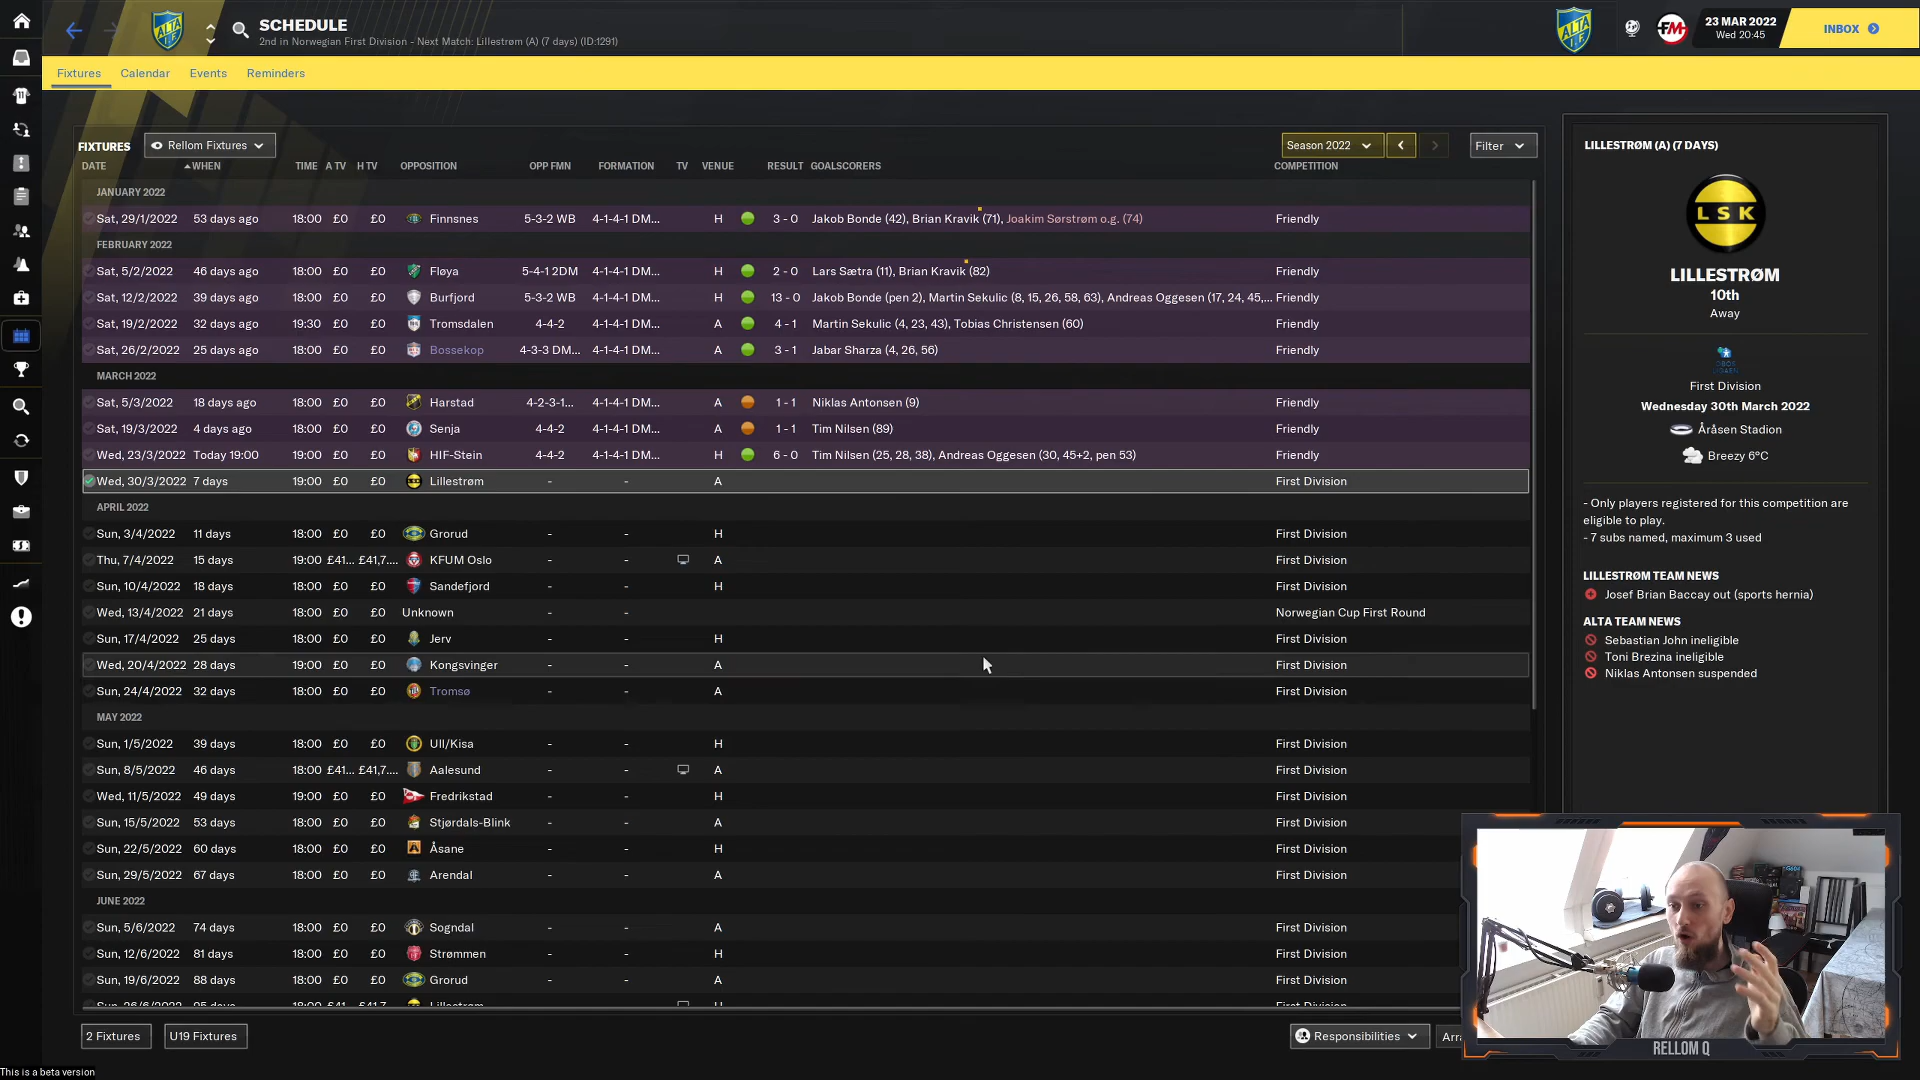 SCHEDULE
2nd in Norwegian First Division - Next Match: Lillestrøm (A) (7 days) (ID:1291)
23 MAR 2022
Wed 20:45
INBOX
Fixtures Calendar Events Reminders
FIXTURES Rellom Fixtures Season 2022 Filter
DATE WHEN TIME A TV H TV OPPOSITION OPP FMN FORMATION TV VENUE RESULT GOALSCORERS COMPETITION
JANUARY 2022
Sat, 29/1/2022 53 days ago 18:00 £0 £0 Finnsnes 5-3-2 WB 4-1-4-1 DM... H 3 - 0 Jakob Bonde (42), Brian Kravik (71), Joakim Sørstrøm o.g. (74) Friendly
FEBRUARY 2022
Sat, 5/2/2022 46 days ago 18:00 £0 £0 Fløya 5-4-1 2DM 4-1-4-1 DM... H 2 - 0 Lars Sætra (11), Brian Kravik (82) Friendly
Sat, 12/2/2022 39 days ago 18:00 £0 £0 Burfjord 5-3-2 WB 4-1-4-1 DM... H 13 - 0 Jakob Bonde (pen 2), Martin Sekulic (8, 15, 26, 58, 63), Andreas Oggesen (17, 24, 45,... Friendly
Sat, 19/2/2022 32 days ago 19:30 £0 £0 Tromsdalen 4-4-2 4-1-4-1 DM... A 4 - 1 Martin Sekulic (4, 23, 43), Tobias Christensen (60) Friendly
Sat, 26/2/2022 25 days ago 18:00 £0 £0 Bossekop 4-3-3 DM... 4-1-4-1 DM... A 3 - 1 Jabar Sharza (4, 26, 56) Friendly
MARCH 2022
Sat, 5/3/2022 18 days ago 18:00 £0 £0 Harstad 4-2-3-1... 4-1-4-1 DM... A 1 - 1 Niklas Antonsen (9) Friendly
Sat, 19/3/2022 4 days ago 18:00 £0 £0 Senja 4-4-2 4-1-4-1 DM... A 1 - 1 Tim Nilsen (89) Friendly
Wed, 23/3/2022 Today 19:00 19:00 £0 £0 HIF-Stein 4-4-2 4-1-4-1 DM... H 6 - 0 Tim Nilsen (25, 28, 38), Andreas Oggesen (30, 45+2, pen 53) Friendly
Wed, 30/3/2022 7 days 19:00 £0 £0 Lillestrøm - - A First Division
APRIL 2022
Sun, 3/4/2022 11 days 18:00 £0 £0 Grorud - - H First Division
Thu, 7/4/2022 15 days 19:00 £41... £41,7.... KFUM Oslo - - A First Division
Sun, 10/4/2022 18 days 18:00 £0 £0 Sandefjord - - H First Division
Wed, 13/4/2022 21 days 18:00 £0 £0 Unknown - - Norwegian Cup First Round
Sun, 17/4/2022 25 days 18:00 £0 £0 Jerv - - H First Division
Wed, 20/4/2022 28 days 19:00 £0 £0 Kongsvinger - - A First Division
Sun, 24/4/2022 32 days 18:00 £0 £0 Tromsø - - A First Division
MAY 2022
Sun, 1/5/2022 39 days 18:00 £0 £0 Ull/Kisa - - H First Division
Sun, 8/5/2022 46 days 18:00 £41... £41,7.... Aalesund - - A First Division
Wed, 11/5/2022 49 days 19:00 £0 £0 Fredrikstad - - H First Division
Sun, 15/5/2022 53 days 18:00 £0 £0 Stjørdals-Blink - - A First Division
Sun, 22/5/2022 60 days 18:00 £0 £0 Åsane - - H First Division
Sun, 29/5/2022 67 days 18:00 £0 £0 Arendal - - A First Division
JUNE 2022
Sun, 5/6/2022 74 days 18:00 £0 £0 Sogndal - - A First Division
Sun, 12/6/2022 81 days 18:00 £0 £0 Strømmen - - H First Division
Sun, 19/6/2022 88 days 18:00 £0 £0 Grorud - - A First Division
2 Fixtures U19 Fixtures Responsibilities
This is a beta version
LILLESTRØM (A) (7 DAYS)
LSK
LILLESTRØM
10th
Away
First Division
Wednesday 30th March 2022
Åråsen Stadion
Breezy 6°C
- Only players registered for this competition are
eligible to play.
- 7 subs named, maximum 3 used
LILLESTRØM TEAM NEWS
Josef Brian Baccay out (sports hernia)
ALTA TEAM NEWS
Sebastian John ineligible
Toni Brezina ineligible
Niklas Antonsen suspended
RELLOM Q